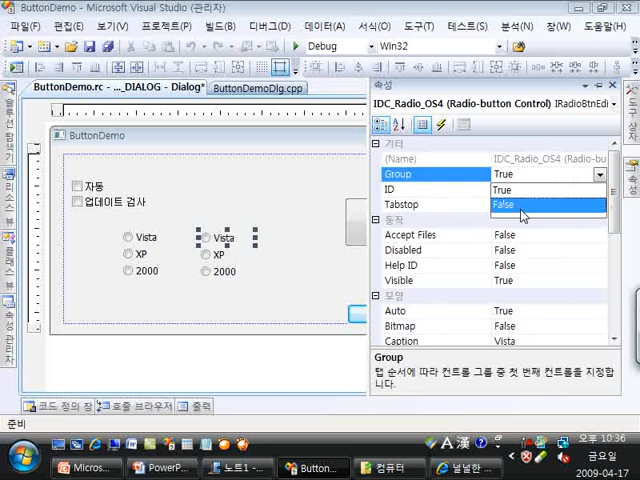 ButtonDemo - Microsoft Visual Studio (관리자)
파일(F) 편집(E) 보기(V) 프로젝트(P) 빌드(B) 디버그(D) 데이터(A) 서식(O) 도구(T) 테스트(S) 분석(N) 창(W) 도움말(H)
Debug Win32
ButtonDemo.rc - ..._DIALOG - Dialog* ButtonDemoDlg.cpp
속성
IDC_Radio_OS4 (Radio-button Control) IRadioBtnEdi
기타
(Name) IDC_Radio_OS4 (Radio-bu
Group True
ID True
Tabstop False
동작
Accept Files False
Disabled False
Help ID False
Visible True
모양
Auto True
Bitmap False
Caption Vista
Group
탭 순서에 따라 컨트롤 그룹 중 첫 번째 컨트롤을 지정합니다.
솔루션 탐색기
리소스 뷰
클래스 뷰
속성 관리자
도구 상자
속성
ButtonDemo
자동
업데이트 검사
Vista Vista
XP XP
2000 2000
코드 정의 창 호출 브라우저 출력
준비
A 漢
오후 10:36
금요일
2009-04-17
Micros... PowerP... 노트1 - ... Button... 컴퓨터 널널한 ...